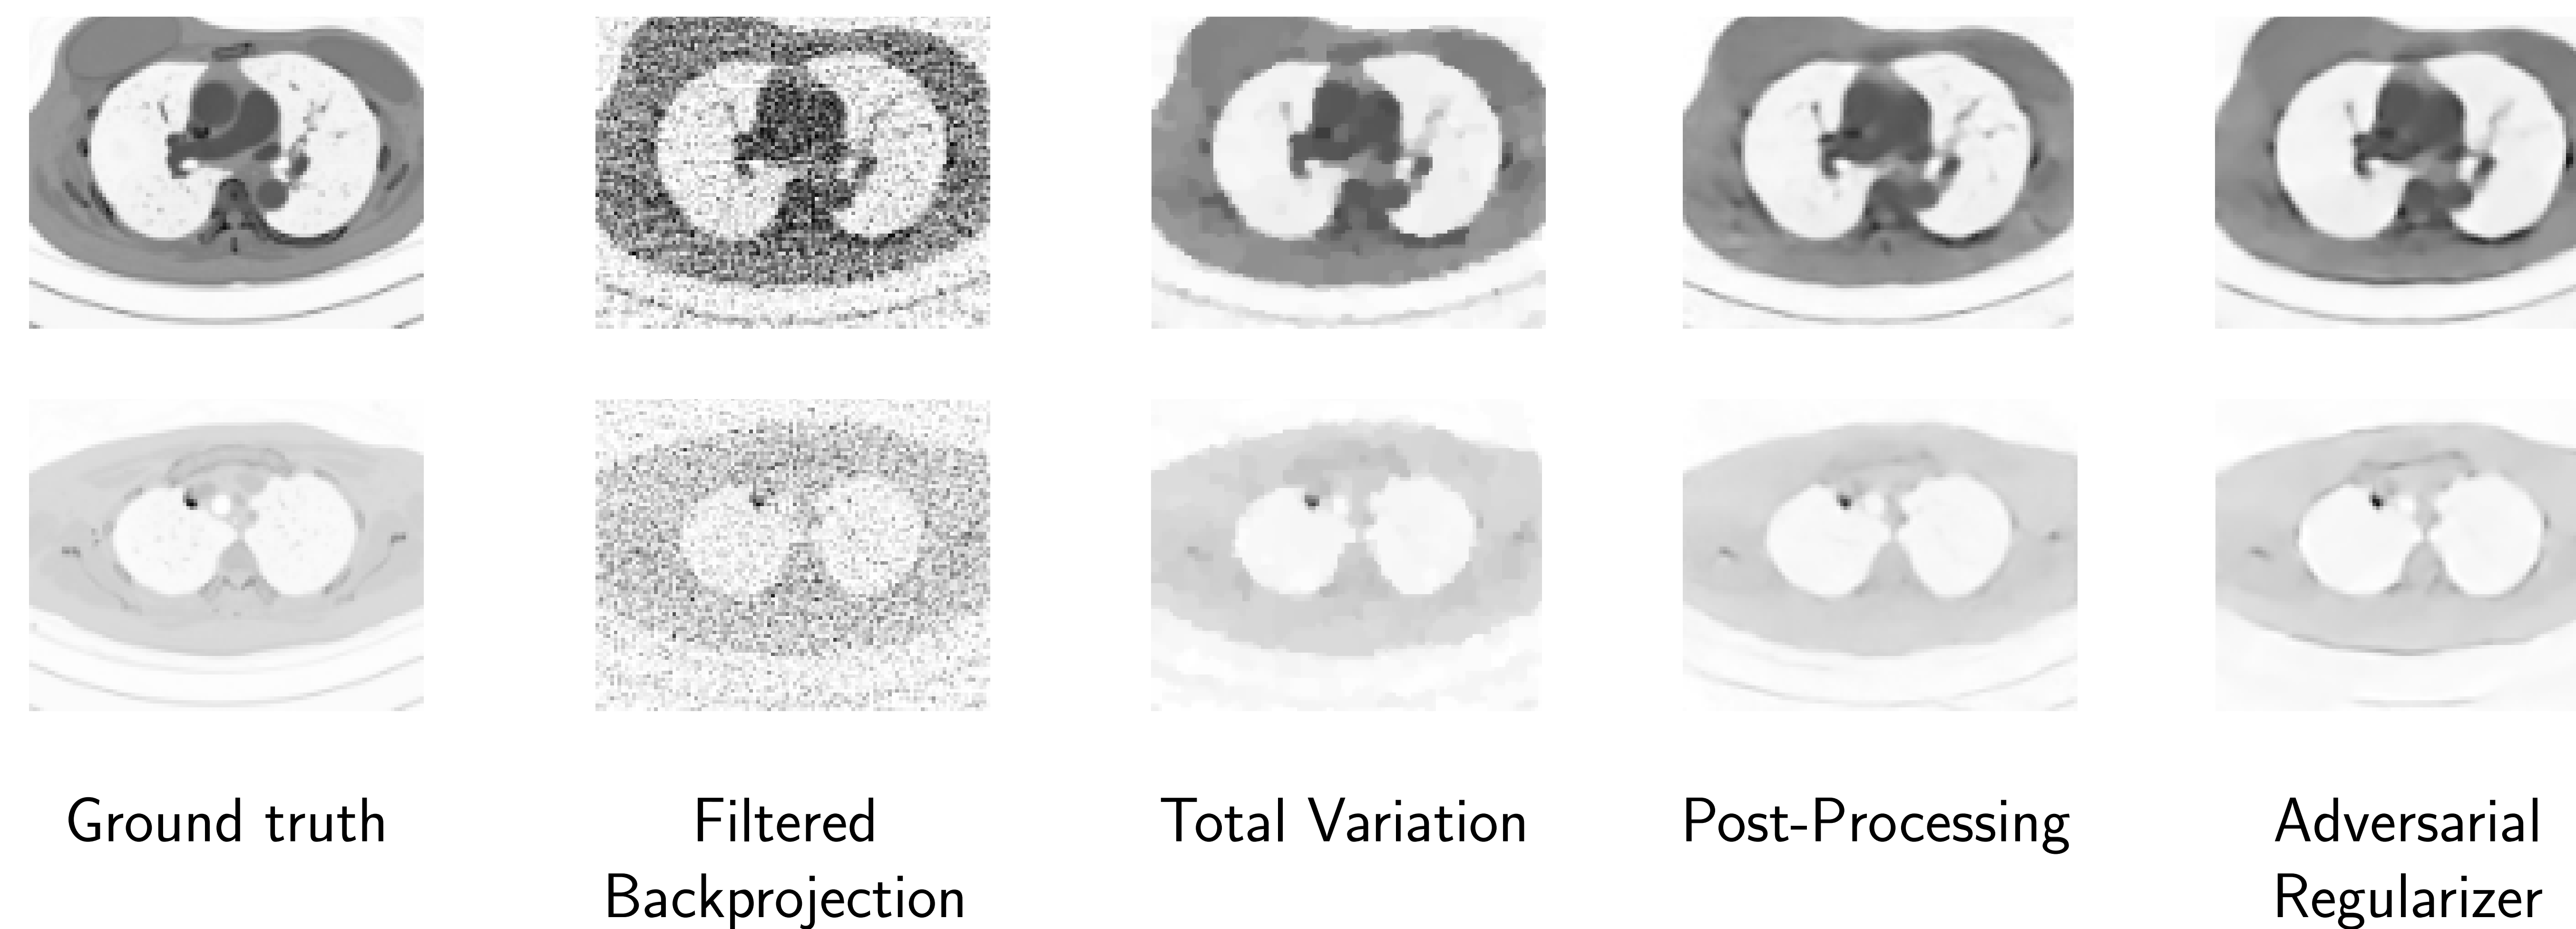 Ground truth
Filtered
Backprojection
Total Variation
Post-Processing
Adversarial
Regularizer